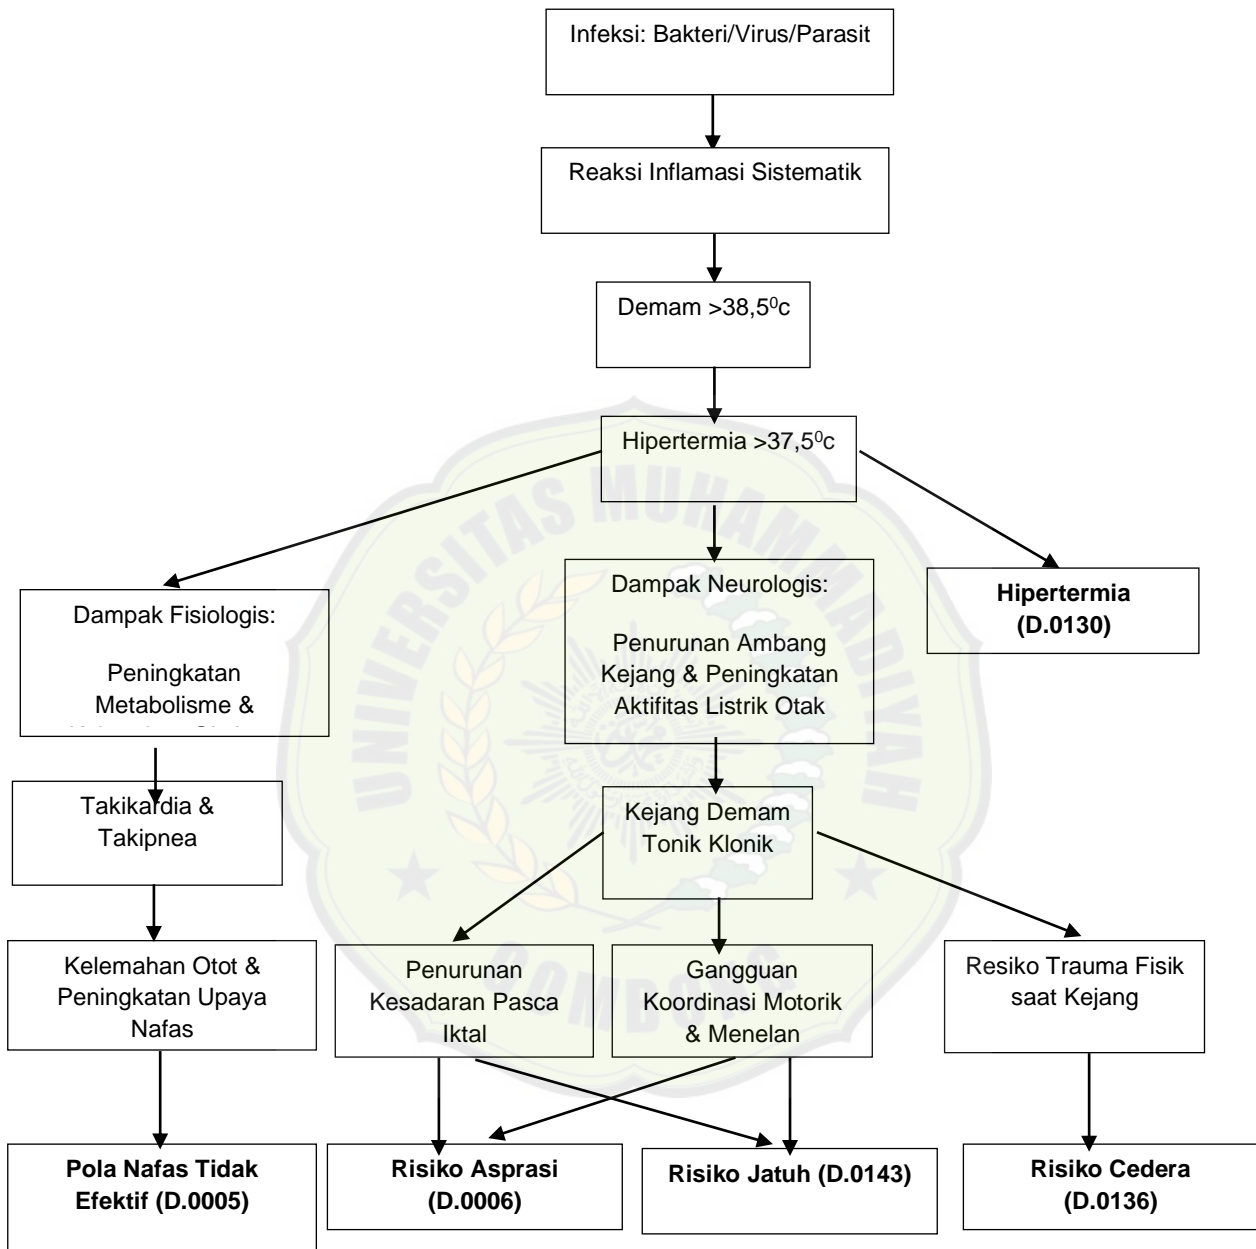 Infeksi: Bakteri/Virus/Parasit
Reaksi Inflamasi Sistematik
Demam >38,5⁰c
Hipertermia >37,5⁰c
Dampak Fisiologis:
Peningkatan
Metabolisme &
Dampak Neurologis:
Penurunan Ambang
Kejang & Peningkatan
Aktifitas Listrik Otak
Hipertermia
(D.0130)
Takikardia &
Takipnea
Kejang Demam
Tonik Klonik
Kelemahan Otot &
Peningkatan Upaya
Nafas
Penurunan
Kesadaran Pasca
Iktal
Gangguan
Koordinasi Motorik
& Menelan
Resiko Trauma Fisik
saat Kejang
Pola Nafas Tidak
Efektif (D.0005)
Risiko Asprasi
(D.0006)
Risiko Jatuh (D.0143)
Risiko Cedera
(D.0136)
UNIVERSITAS MUHAMMADIYAH
GOMBONG